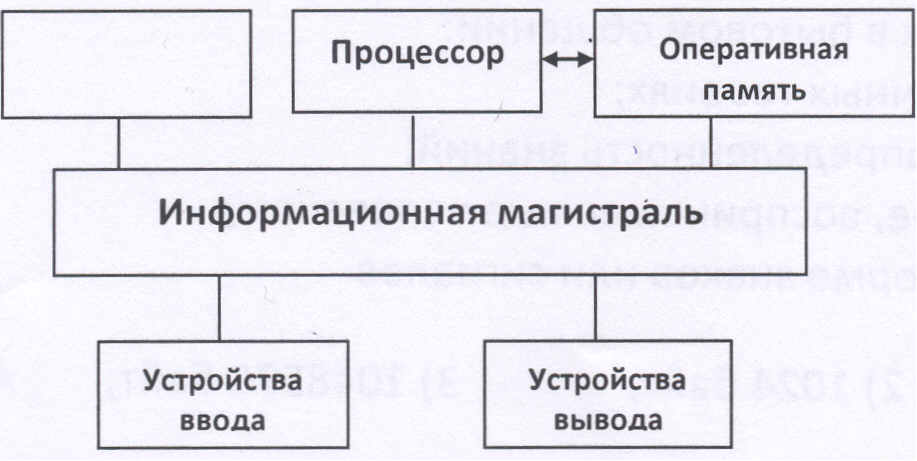 Процессор
Оперативная
память
Информационная магистраль
Устройства
ввода
Устройства
вывода